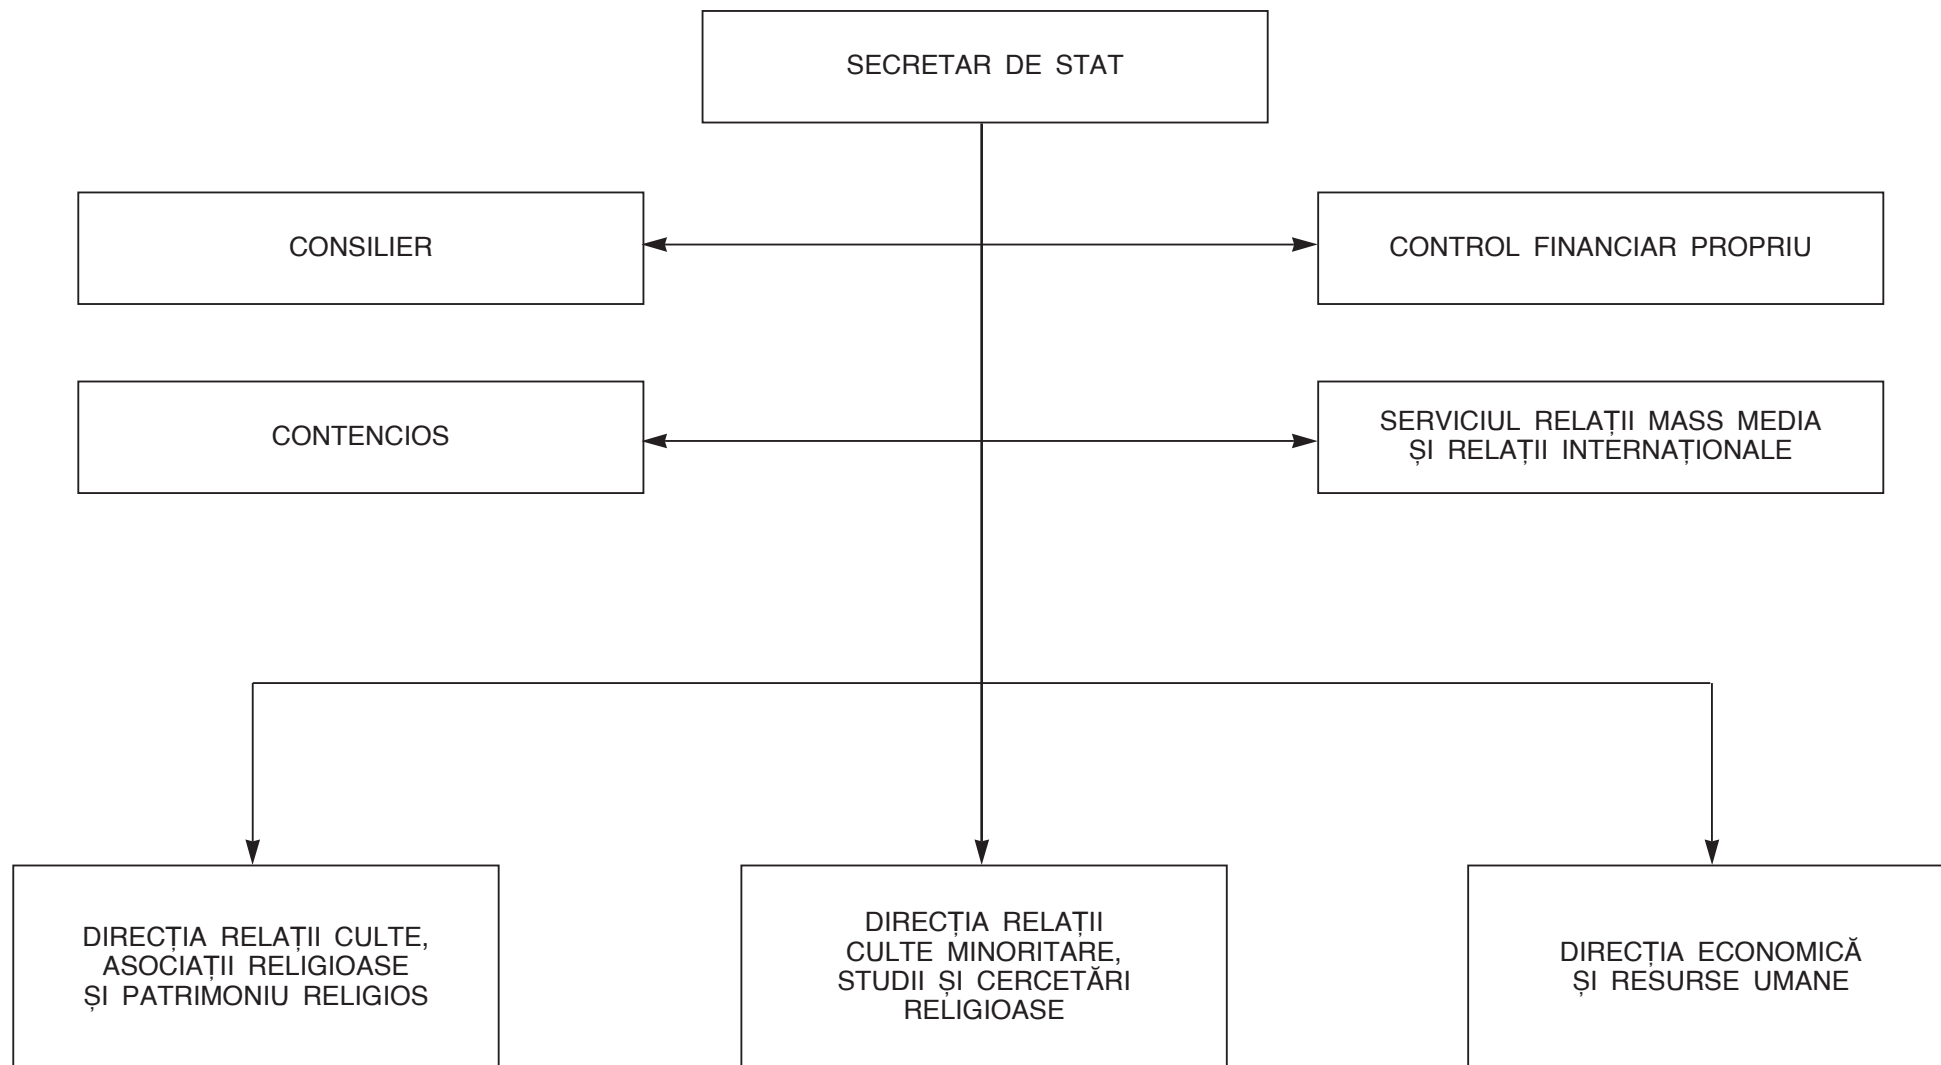 SECRETAR DE STAT
CONSILIER
CONTROL FINANCIAR PROPRIU
CONTENCIOS
SERVICIUL RELAȚII MASS MEDIA
ȘI RELAȚII INTERNAȚIONALE
DIRECȚIA RELAȚII CULTE,
ASOCIAȚII RELIGIOASE
ȘI PATRIMONIU RELIGIOS
DIRECȚIA RELAȚII
CULTE MINORITARE,
STUDII ȘI CERCETĂRI
RELIGIOASE
DIRECȚIA ECONOMICĂ
ȘI RESURSE UMANE